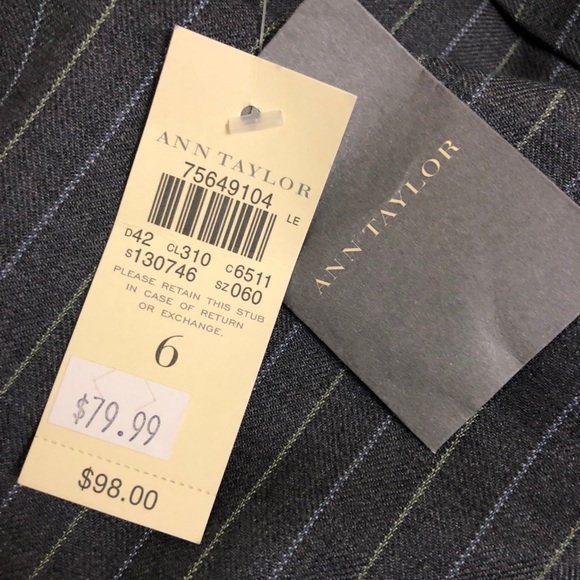 ANN TAYLOR
75649104
LE
D42 CL310 C6511
S130746 SZ060
PLEASE RETAIN THIS STUB
IN CASE OF RETURN
OR EXCHANGE.
6
$79.99
$98.00
ANN TAYLOR